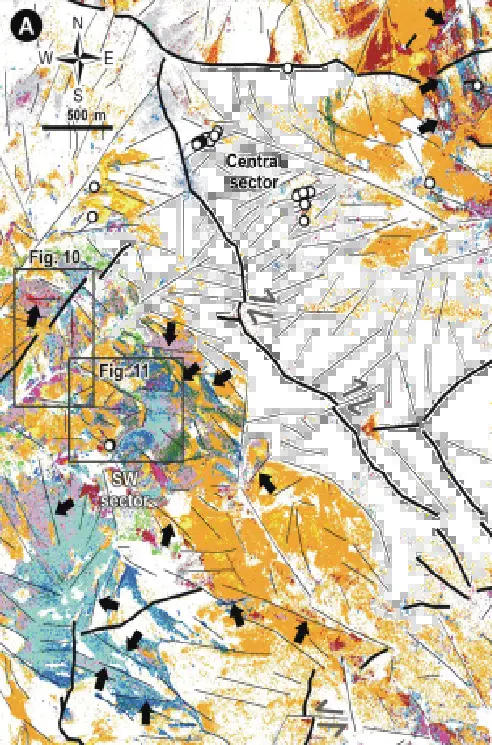 A
N
W E
S
500 m
Central
sector
Fig. 10
Fig. 11
SW
sector